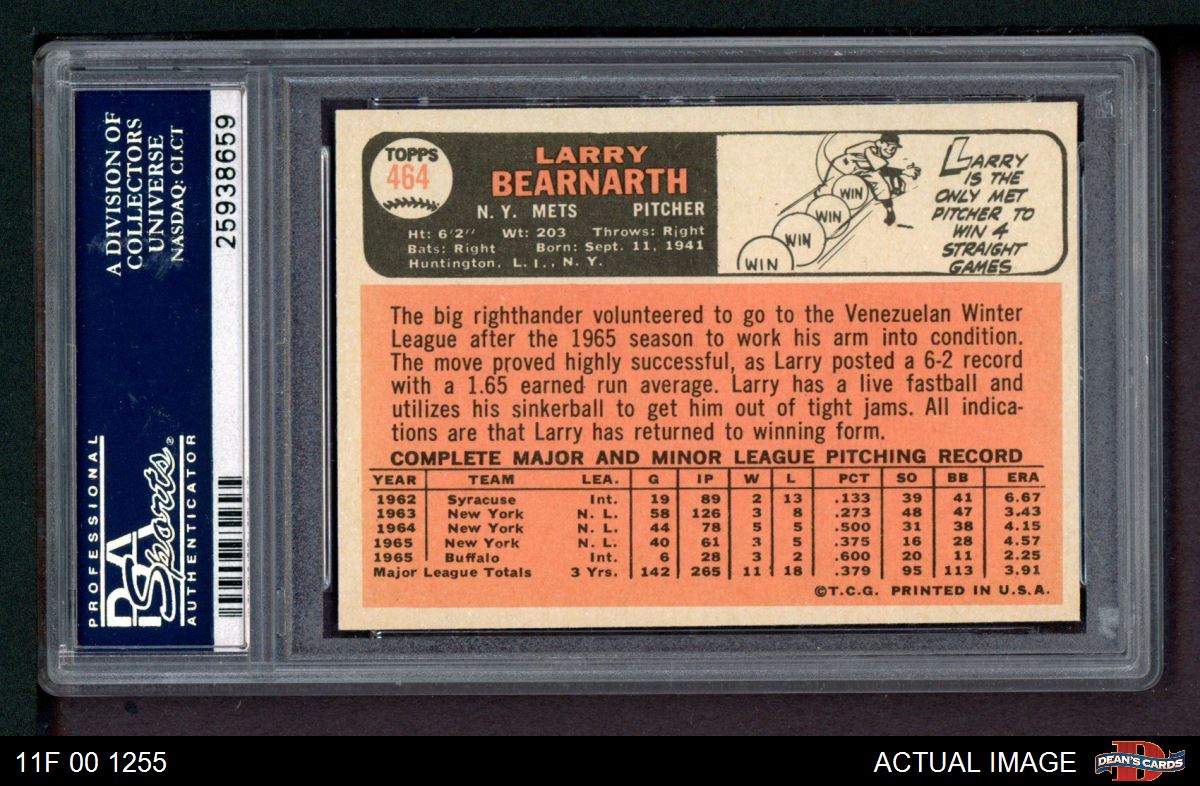 A DIVISION OF
COLLECTORS
UNIVERSE
NASDAQ: CLCT
25938659
PROFESSIONAL
PSA
Sports®
AUTHENTICATOR
TOPPS
464
LARRY
BEARNARTH
N. Y. METS PITCHER
Ht: 6'2" Wt: 203 Throws: Right
Bats: Right Born: Sept. 11, 1941
Huntington, L. I., N. Y.
WIN
WIN
WIN
WIN
LARRY
IS THE
ONLY MET
PITCHER TO
WIN 4
STRAIGHT
GAMES
The big righthander volunteered to go to the Venezuelan Winter
League after the 1965 season to work his arm into condition.
The move proved highly successful, as Larry posted a 6-2 record
with a 1.65 earned run average. Larry has a live fastball and
utilizes his sinkerball to get him out of tight jams. All indica-
tions are that Larry has returned to winning form.
COMPLETE MAJOR AND MINOR LEAGUE PITCHING RECORD
YEAR TEAM LEA. G IP W L PCT SO BB ERA
1962 Syracuse Int. 19 89 2 13 .133 39 41 6.67
1963 New York N. L. 58 126 3 8 .273 48 47 3.43
1964 New York N. L. 44 78 5 5 .500 31 38 4.15
1965 New York N. L. 40 61 3 5 .375 16 28 4.57
1965 Buffalo Int. 6 28 3 2 .600 20 11 2.25
Major League Totals 3 Yrs. 142 265 11 18 .379 95 113 3.91
©T.C.G. PRINTED IN U.S.A.
11F 00 1255
ACTUAL IMAGE
D
DEAN'S CARDS